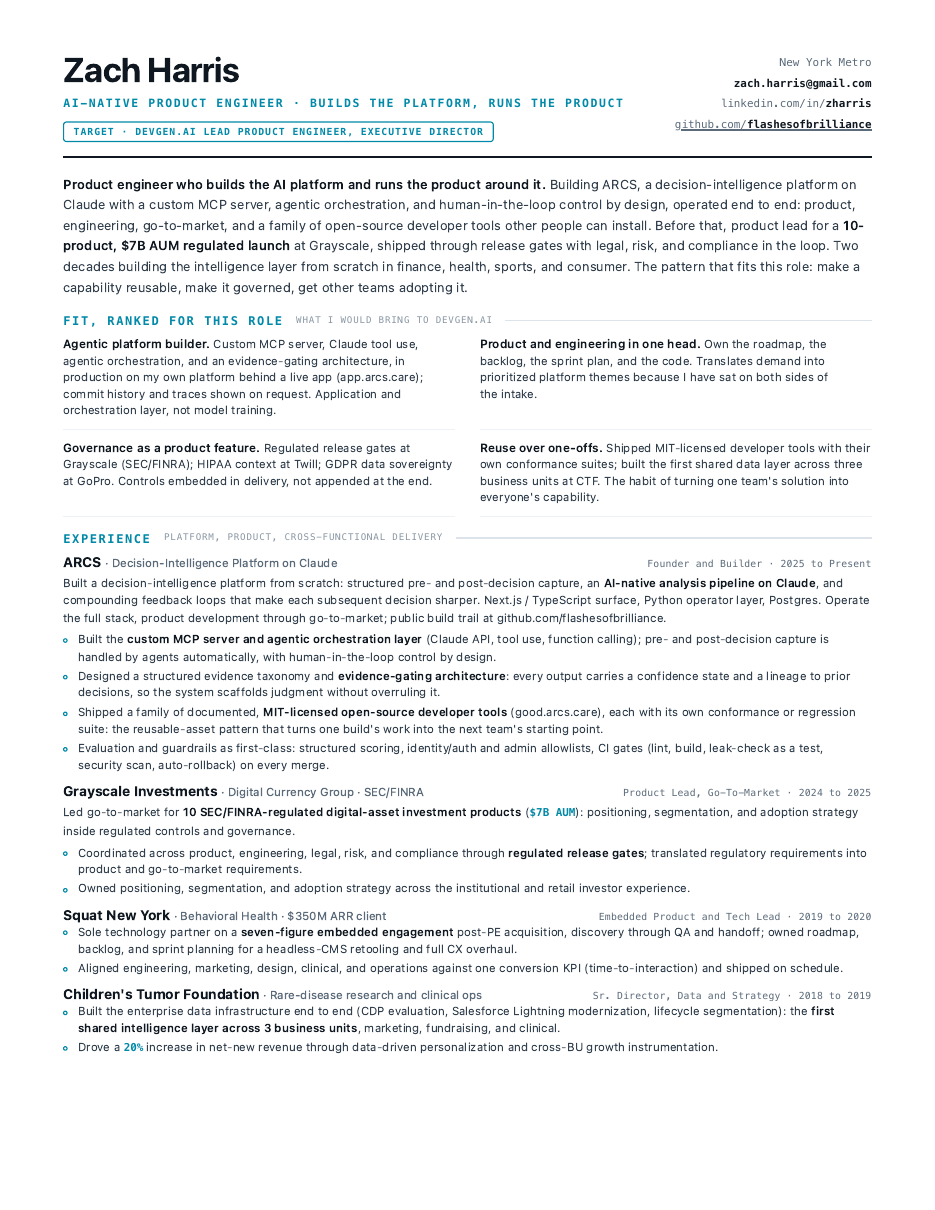 Zach Harris
New York Metro
zach.harris@gmail.com
AI-NATIVE PRODUCT ENGINEER · BUILDS THE PLATFORM, RUNS THE PRODUCT
linkedin.com/in/zharris
TARGET · DEVGEN.AI LEAD PRODUCT ENGINEER, EXECUTIVE DIRECTOR
github.com/flashesofbrilliance
Product engineer who builds the AI platform and runs the product around it. Building ARCS, a decision-intelligence platform on
Claude with a custom MCP server, agentic orchestration, and human-in-the-loop control by design, operated end to end: product,
engineering, go-to-market, and a family of open-source developer tools other people can install. Before that, product lead for a 10-
product, $7B AUM regulated launch at Grayscale, shipped through release gates with legal, risk, and compliance in the loop. Two
decades building the intelligence layer from scratch in finance, health, sports, and consumer. The pattern that fits this role: make a
capability reusable, make it governed, get other teams adopting it.
FIT, RANKED FOR THIS ROLE WHAT I WOULD BRING TO DEVGEN.AI
Agentic platform builder. Custom MCP server, Claude tool use,
agentic orchestration, and an evidence-gating architecture, in
production on my own platform behind a live app (app.arcs.care);
commit history and traces shown on request. Application and
orchestration layer, not model training.
Product and engineering in one head. Own the roadmap, the
backlog, the sprint plan, and the code. Translates demand into
prioritized platform themes because I have sat on both sides of
the intake.
Governance as a product feature. Regulated release gates at
Grayscale (SEC/FINRA); HIPAA context at Twill; GDPR data sovereignty
at GoPro. Controls embedded in delivery, not appended at the end.
Reuse over one-offs. Shipped MIT-licensed developer tools with their
own conformance suites; built the first shared data layer across three
business units at CTF. The habit of turning one team's solution into
everyone's capability.
EXPERIENCE PLATFORM, PRODUCT, CROSS-FUNCTIONAL DELIVERY
ARCS · Decision-Intelligence Platform on Claude Founder and Builder · 2025 to Present
Built a decision-intelligence platform from scratch: structured pre- and post-decision capture, an AI-native analysis pipeline on Claude, and
compounding feedback loops that make each subsequent decision sharper. Next.js / TypeScript surface, Python operator layer, Postgres. Operate
the full stack, product development through go-to-market; public build trail at github.com/flashesofbrilliance.
Built the custom MCP server and agentic orchestration layer (Claude API, tool use, function calling); pre- and post-decision capture is
handled by agents automatically, with human-in-the-loop control by design.
Designed a structured evidence taxonomy and evidence-gating architecture: every output carries a confidence state and a lineage to prior
decisions, so the system scaffolds judgment without overruling it.
Shipped a family of documented, MIT-licensed open-source developer tools (good.arcs.care), each with its own conformance or regression
suite: the reusable-asset pattern that turns one build's work into the next team's starting point.
Evaluation and guardrails as first-class: structured scoring, identity/auth and admin allowlists, CI gates (lint, build, leak-check as a test,
security scan, auto-rollback) on every merge.
Grayscale Investments · Digital Currency Group · SEC/FINRA Product Lead, Go-To-Market · 2024 to 2025
Led go-to-market for 10 SEC/FINRA-regulated digital-asset investment products ($7B AUM): positioning, segmentation, and adoption strategy
inside regulated controls and governance.
Coordinated across product, engineering, legal, risk, and compliance through regulated release gates; translated regulatory requirements into
product and go-to-market requirements.
Owned positioning, segmentation, and adoption strategy across the institutional and retail investor experience.
Squat New York · Behavioral Health · $350M ARR client Embedded Product and Tech Lead · 2019 to 2020
Sole technology partner on a seven-figure embedded engagement post-PE acquisition, discovery through QA and handoff; owned roadmap,
backlog, and sprint planning for a headless-CMS retooling and full CX overhaul.
Aligned engineering, marketing, design, clinical, and operations against one conversion KPI (time-to-interaction) and shipped on schedule.
Children's Tumor Foundation · Rare-disease research and clinical ops Sr. Director, Data and Strategy · 2018 to 2019
Built the enterprise data infrastructure end to end (CDP evaluation, Salesforce Lightning modernization, lifecycle segmentation): the first
shared intelligence layer across 3 business units, marketing, fundraising, and clinical.
Drove a 20% increase in net-new revenue through data-driven personalization and cross-BU growth instrumentation.